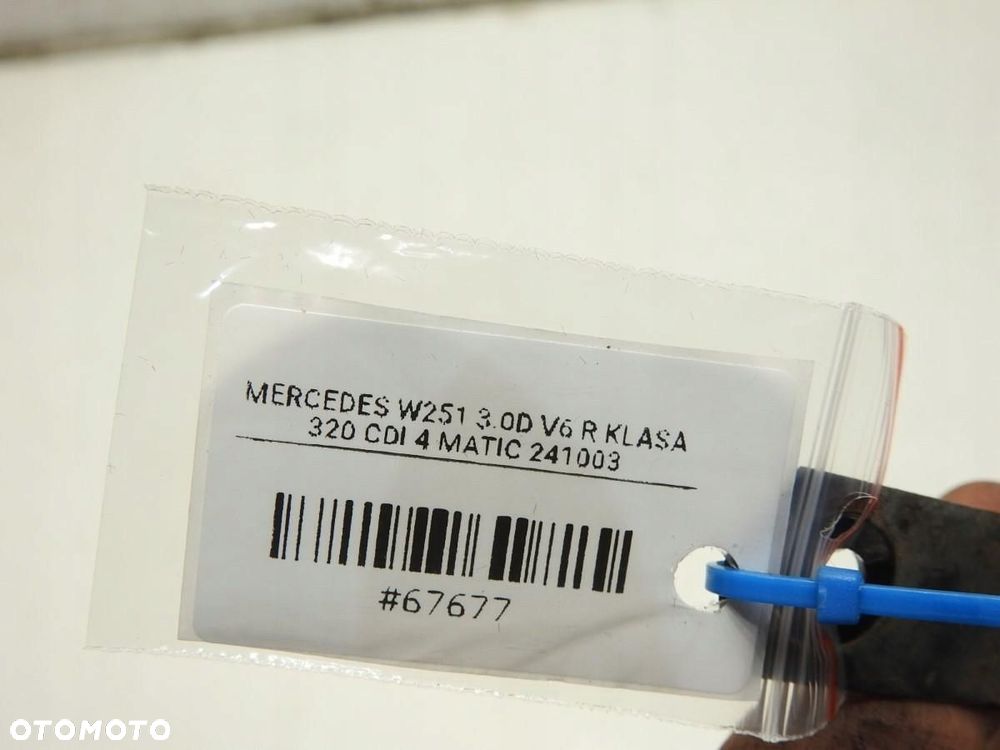 MERCEDES W251 3.0D V6 R KLASA
320 CDI 4 MATIC 241003
#67677
OTOMOTO